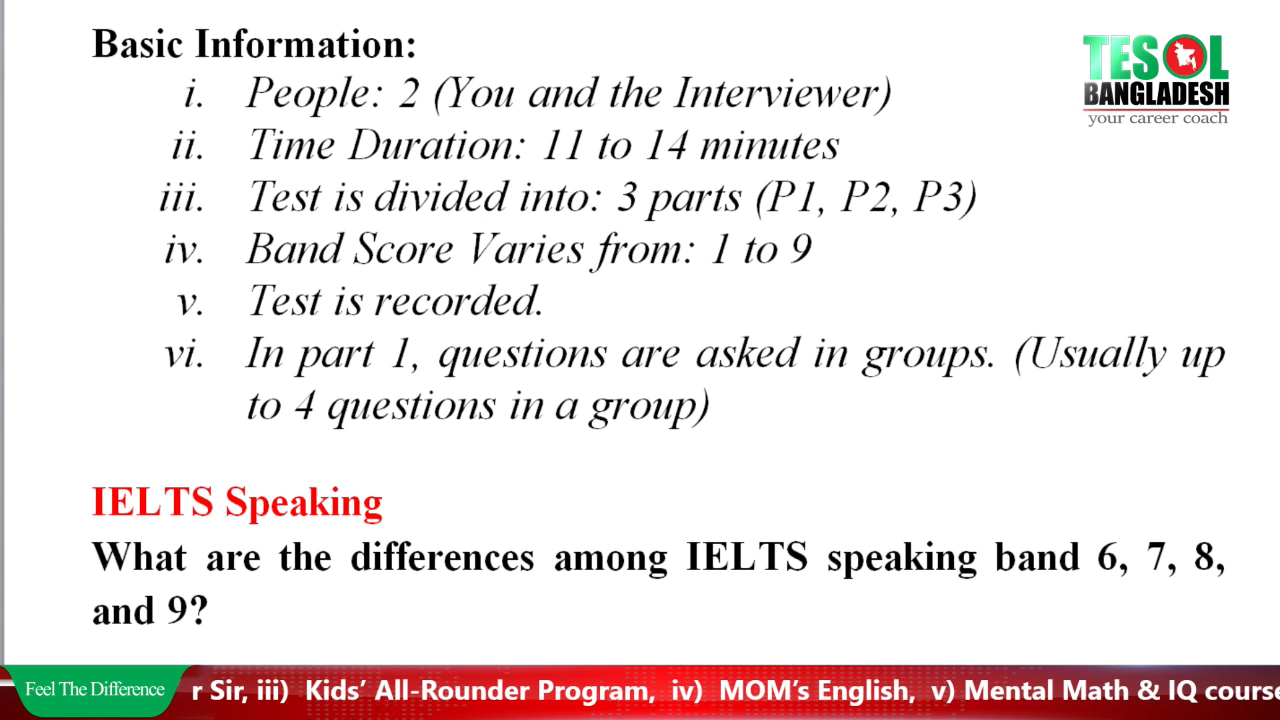 Basic Information:
TESOL
BANGLADESH
your career coach
i. People: 2 (You and the Interviewer)
ii. Time Duration: 11 to 14 minutes
iii. Test is divided into: 3 parts (P1, P2, P3)
iv. Band Score Varies from: 1 to 9
v. Test is recorded.
vi. In part 1, questions are asked in groups. (Usually up
to 4 questions in a group)
IELTS Speaking
What are the differences among IELTS speaking band 6, 7, 8,
and 9?
Feel The Difference
r Sir, iii) Kids’ All-Rounder Program, iv) MOM’s English, v) Mental Math & IQ course